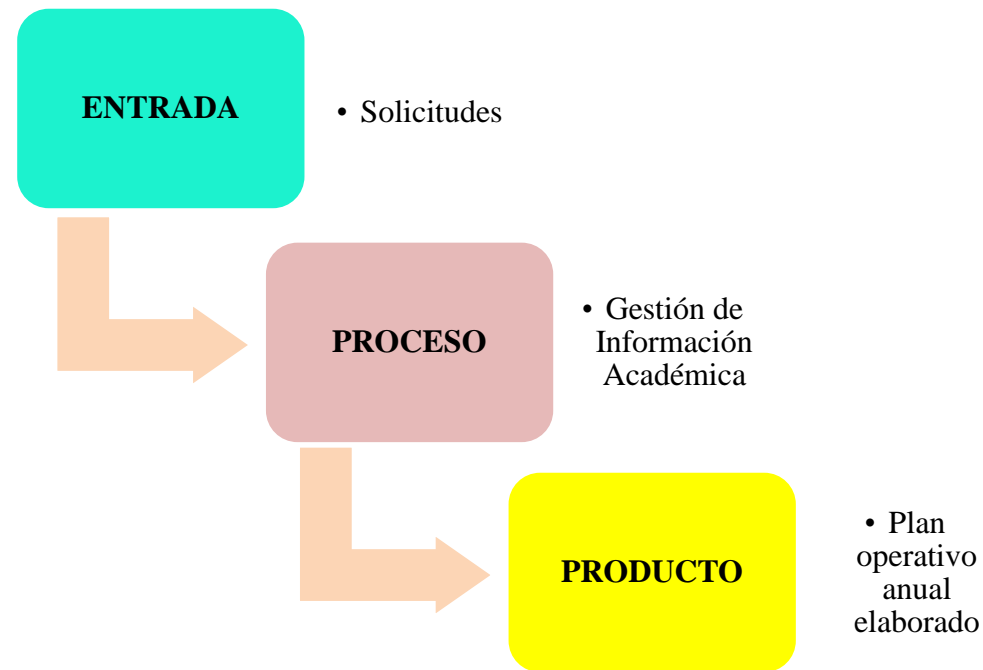 ENTRADA
• Solicitudes
PROCESO
• Gestión de
Información
Académica
PRODUCTO
• Plan
operativo
anual
elaborado